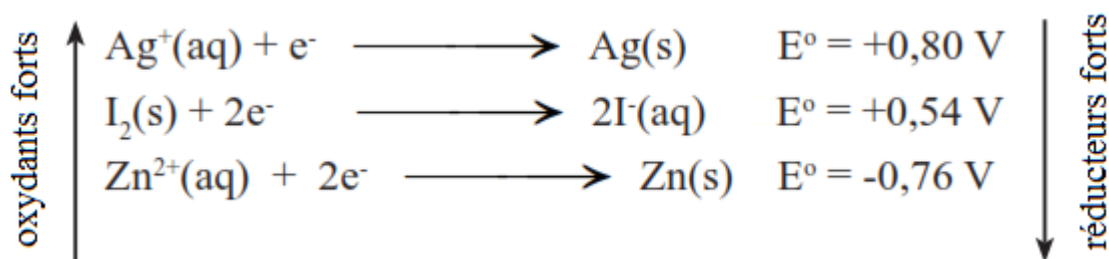 oxydants forts
Ag⁺(aq) + e⁻ ⟶ Ag(s) E° = +0,80 V
I₂(s) + 2e⁻ ⟶ 2I⁻(aq) E° = +0,54 V
Zn²⁺(aq) + 2e⁻ ⟶ Zn(s) E° = -0,76 V
réducteurs forts